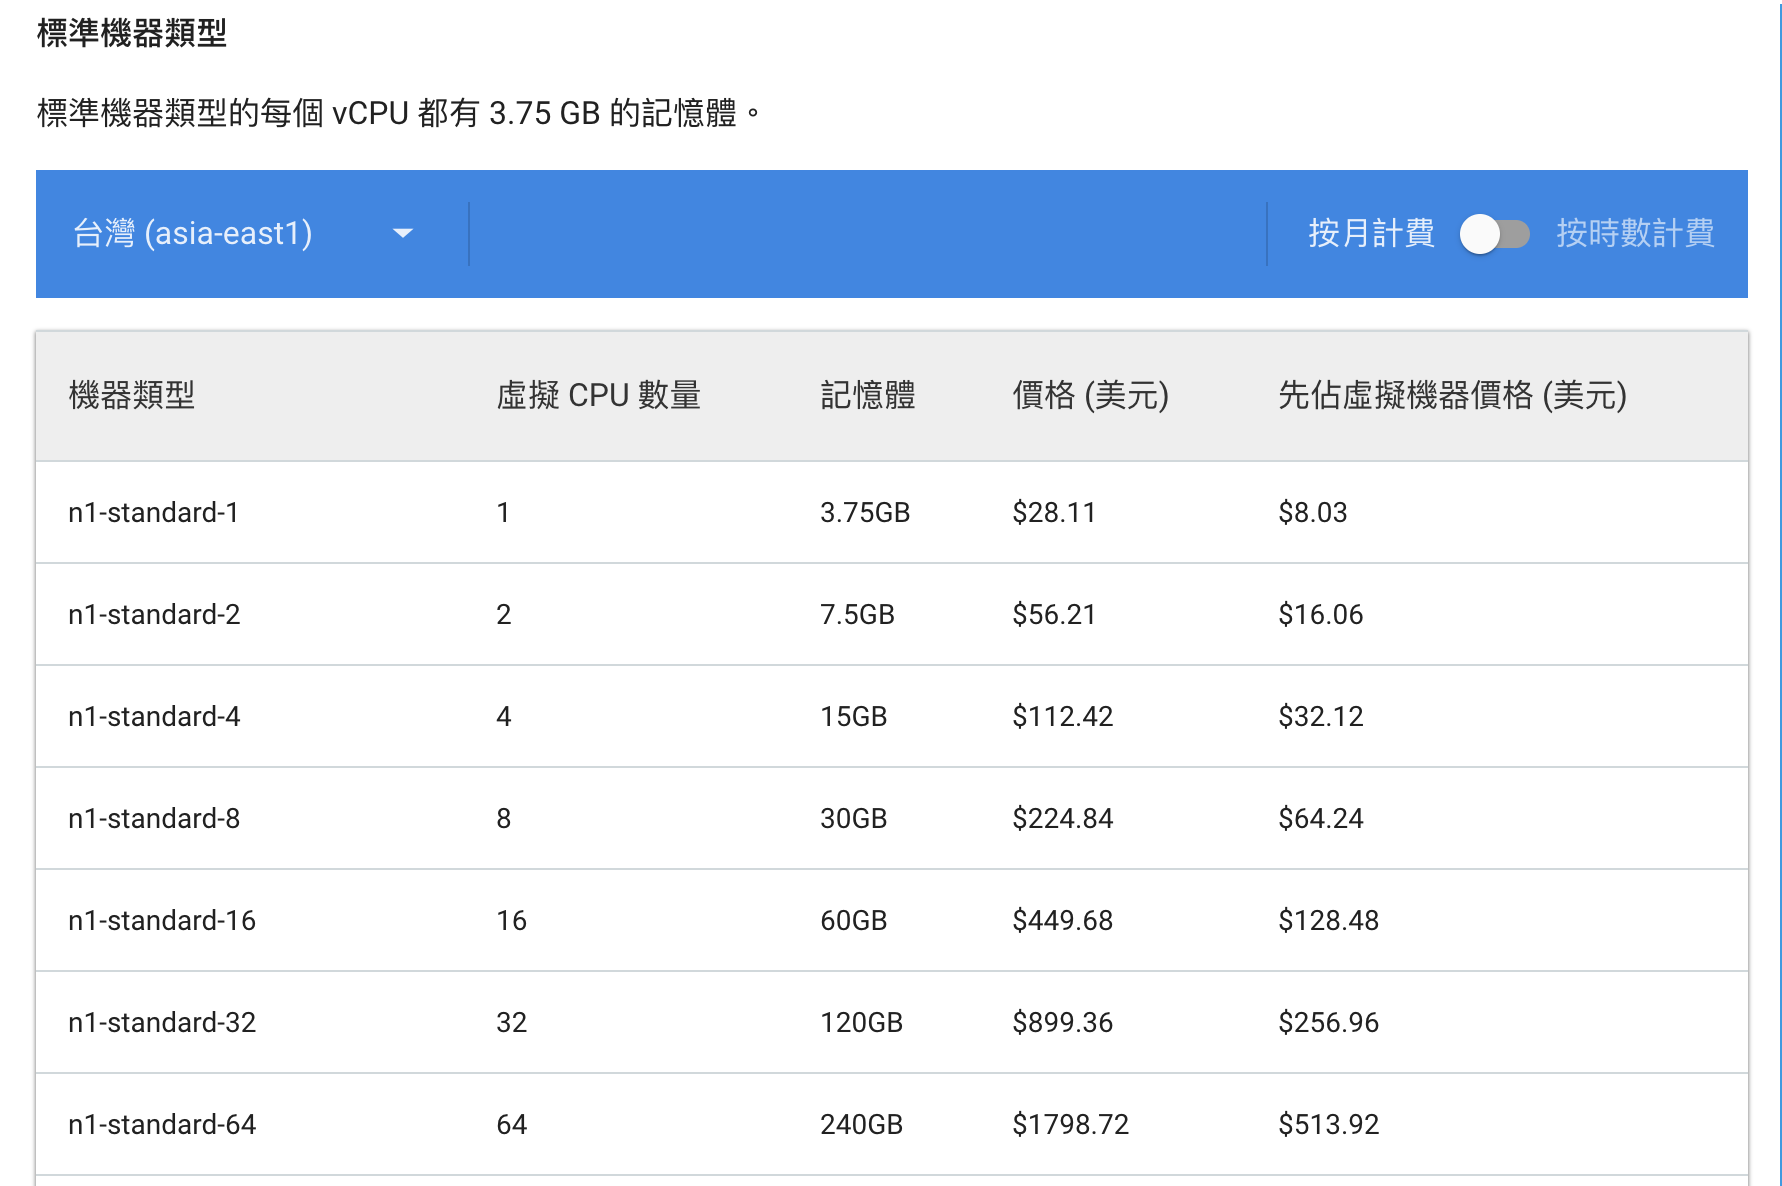 標準機器類型
標準機器類型的每個 vCPU 都有 3.75 GB 的記憶體。
台灣 (asia-east1) 按月計費 按時數計費
機器類型 虛擬 CPU 數量 記憶體 價格 (美元) 先佔虛擬機器價格 (美元)
n1-standard-1 1 3.75GB $28.11 $8.03
n1-standard-2 2 7.5GB $56.21 $16.06
n1-standard-4 4 15GB $112.42 $32.12
n1-standard-8 8 30GB $224.84 $64.24
n1-standard-16 16 60GB $449.68 $128.48
n1-standard-32 32 120GB $899.36 $256.96
n1-standard-64 64 240GB $1798.72 $513.92